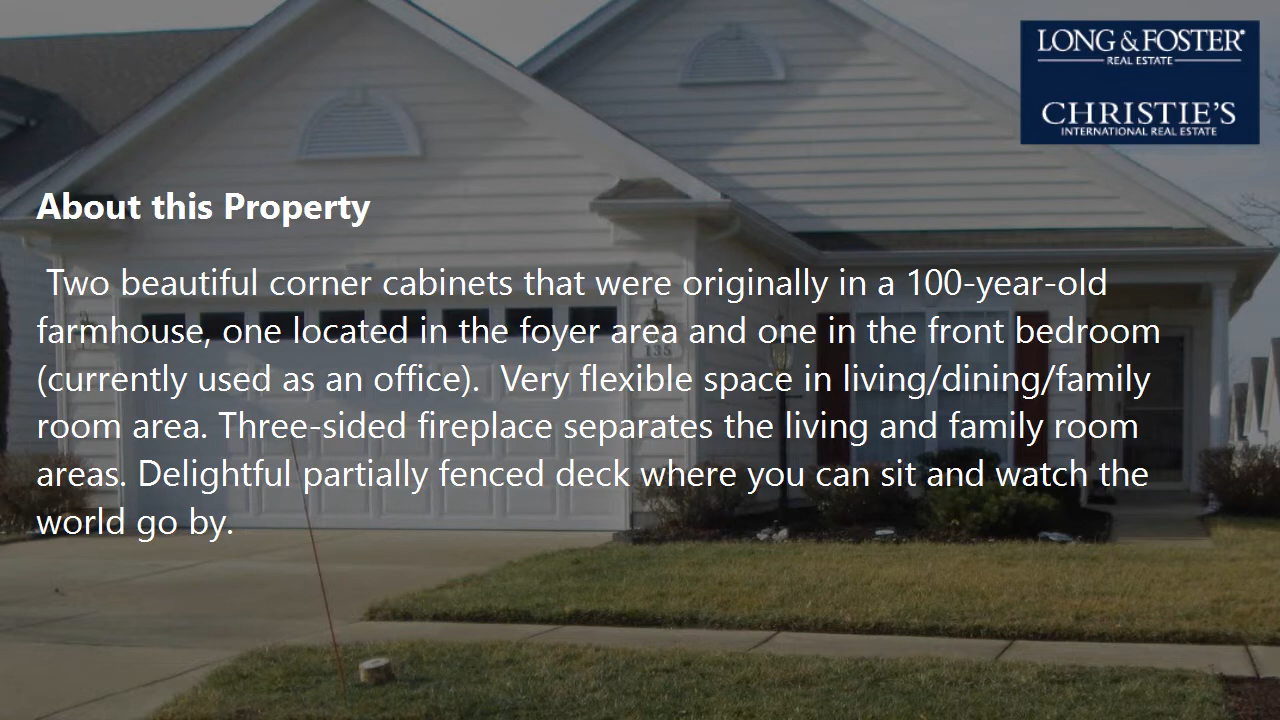 LONG & FOSTER®
REAL ESTATE
CHRISTIE'S
INTERNATIONAL REAL ESTATE
About this Property
Two beautiful corner cabinets that were originally in a 100-year-old
farmhouse, one located in the foyer area and one in the front bedroom
(currently used as an office).  Very flexible space in living/dining/family
room area. Three-sided fireplace separates the living and family room
areas. Delightful partially fenced deck where you can sit and watch the
world go by.
135